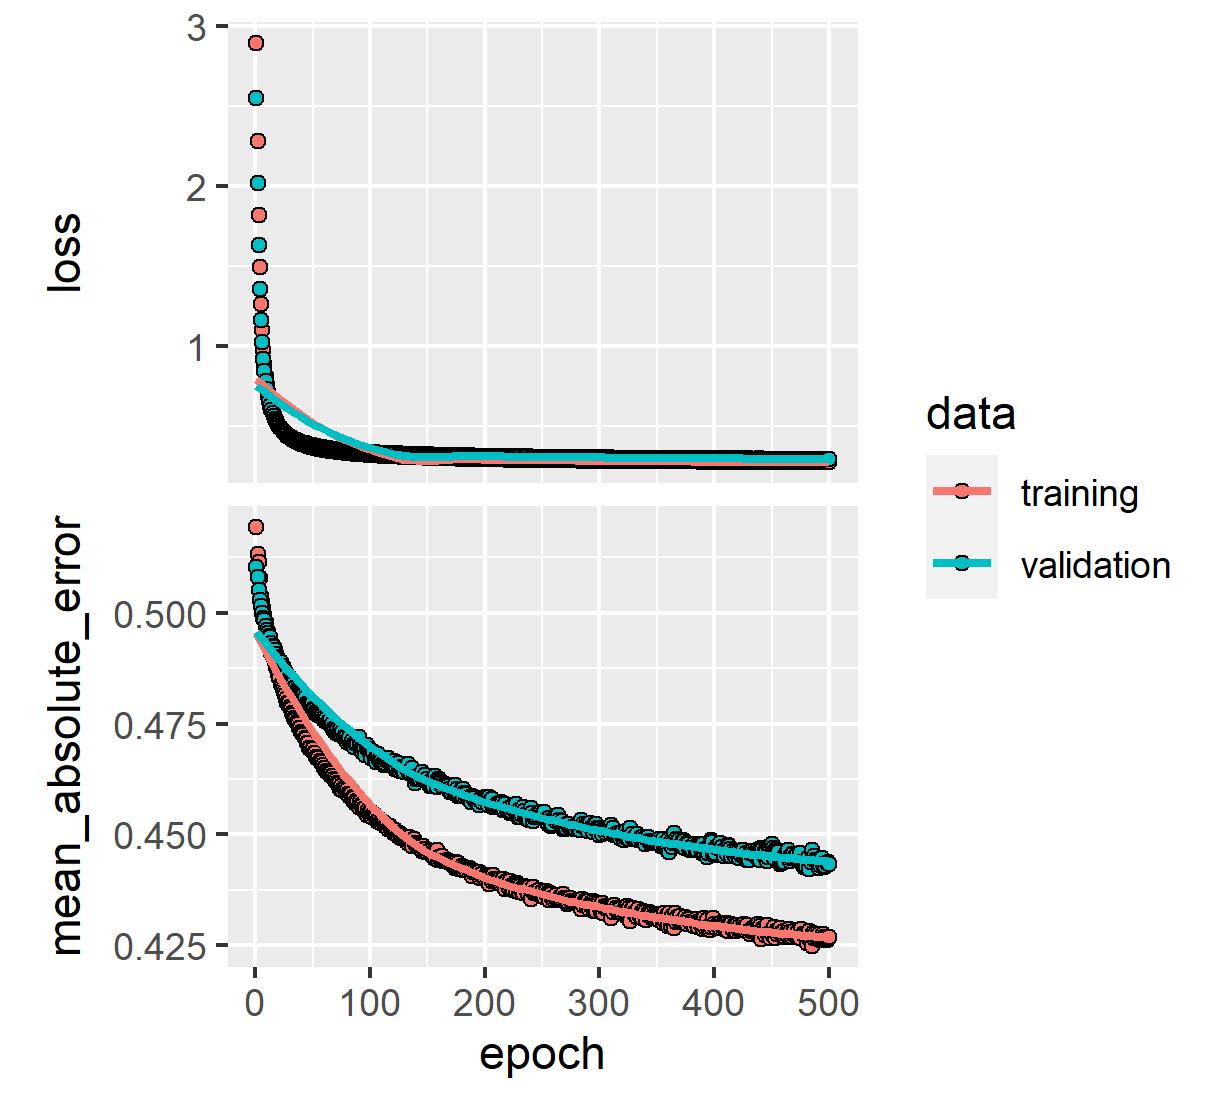 3
2
1
loss
0.500
0.475
0.450
0.425
mean_absolute_error
0 100 200 300 400 500
epoch
data
training
validation